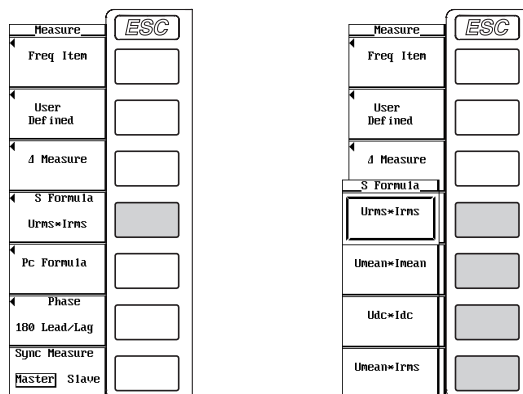 Measure
ESC
Freq Item
User
Defined
Δ Measure
S Formula
Urms*Irms
Pc Formula
Phase
180 Lead/Lag
Sync Measure
Master Slave
Measure
ESC
Freq Item
User
Defined
Δ Measure
S Formula
Urms*Irms
Umean*Imean
Udc*Idc
Umean*Irms